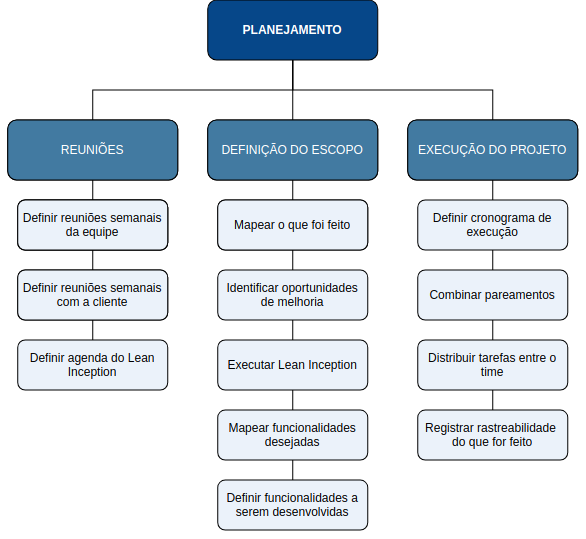 PLANEJAMENTO
REUNIÕES
Definir reuniões semanais
da equipe
Definir reuniões semanais
com a cliente
Definir agenda do Lean
Inception
DEFINIÇÃO DO ESCOPO
Mapear o que foi feito
Identificar oportunidades
de melhoria
Executar Lean Inception
Mapear funcionalidades
desejadas
Definir funcionalidades a
serem desenvolvidas
EXECUÇÃO DO PROJETO
Definir cronograma de
execução
Combinar pareamentos
Distribuir tarefas entre o
time
Registrar rastreabilidade
do que for feito